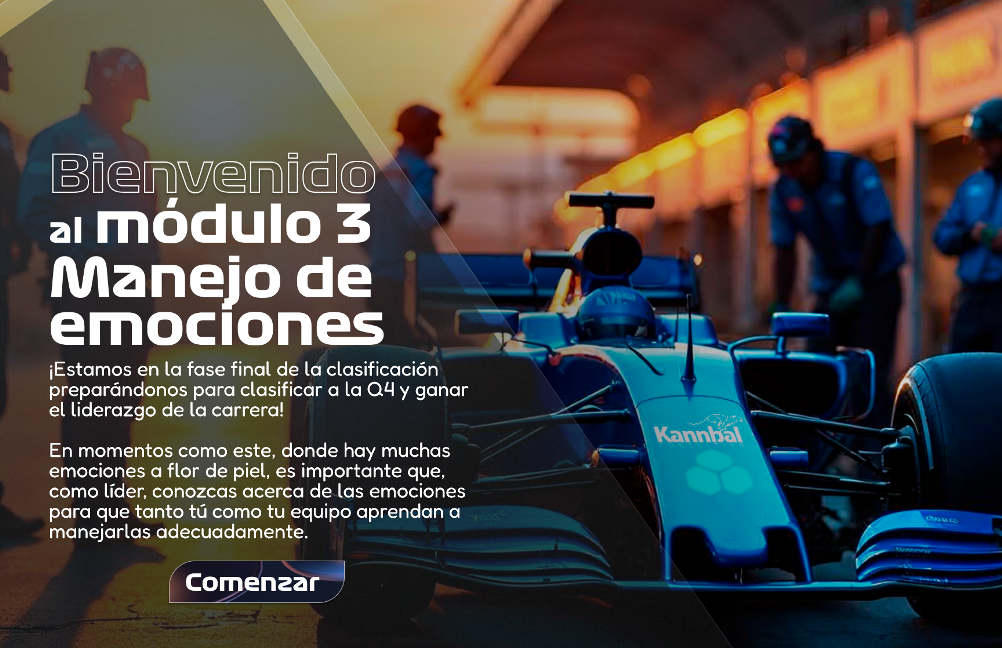 Bienvenido
al módulo 3
Manejo de
emociones
¡Estamos en la fase final de la clasificación
preparándonos para clasificar a la Q4 y ganar
el liderazgo de la carrera!
En momentos como este, donde hay muchas
emociones a flor de piel, es importante que,
como líder, conozcas acerca de las emociones
para que tanto tú como tu equipo aprendan a
manejarlas adecuadamente.
Comenzar
Kannbal